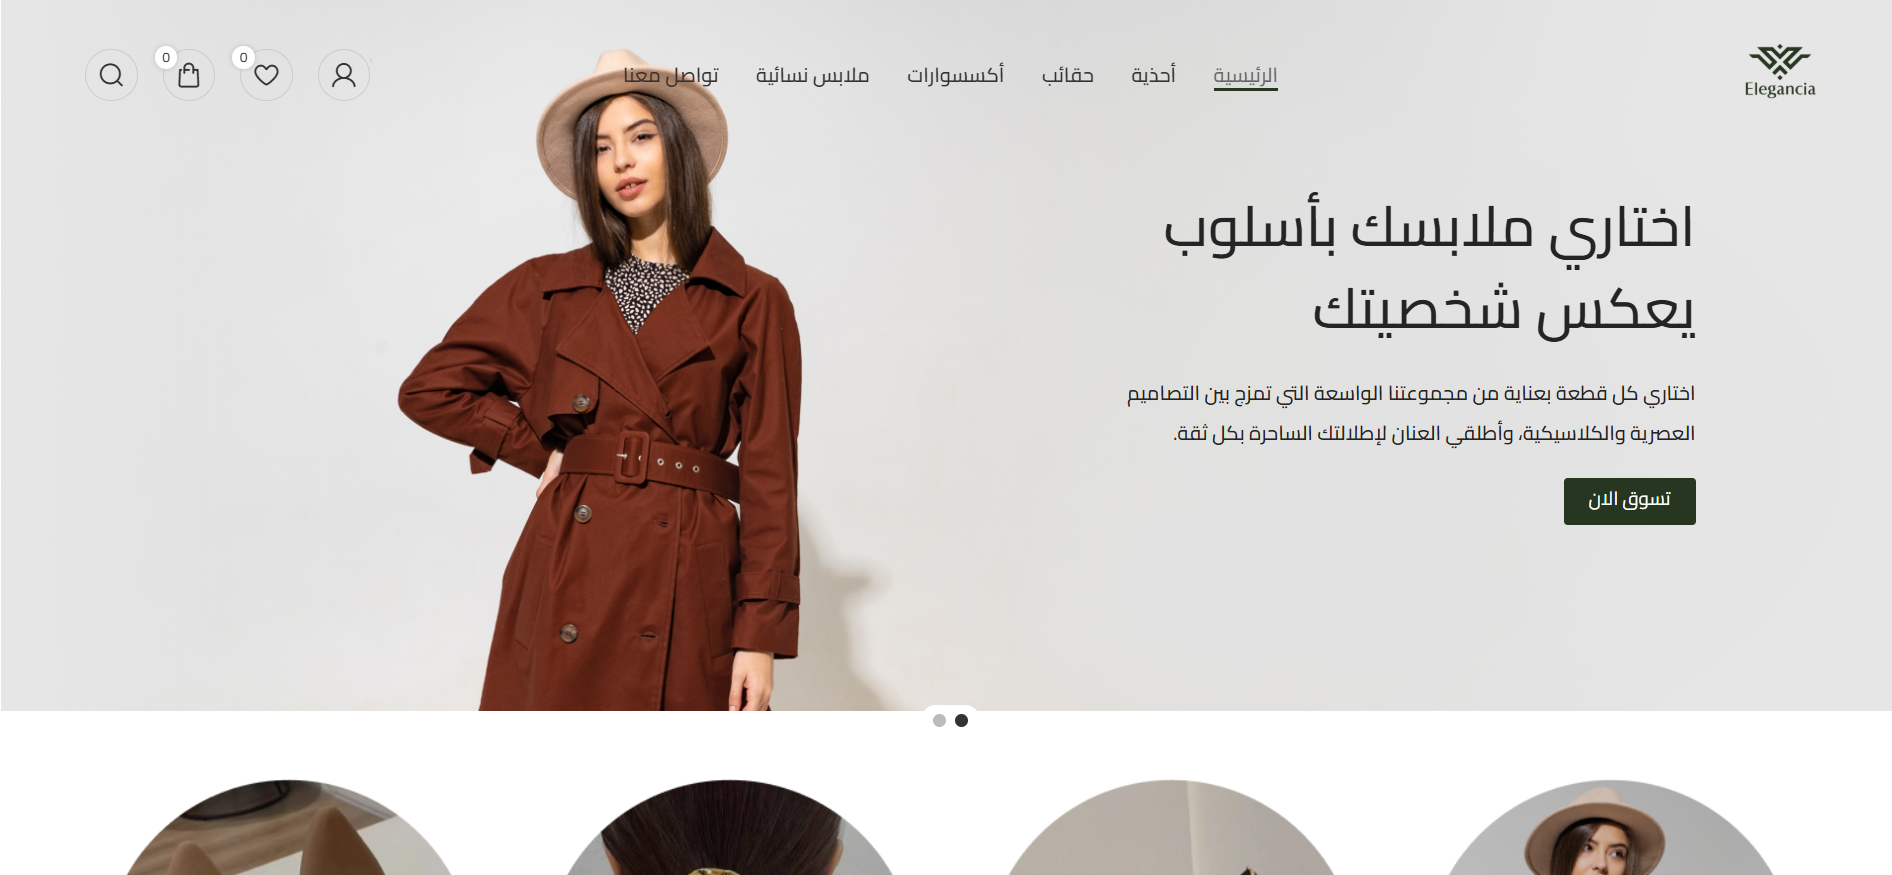 Elegancia
الرئيسية
أحذية
حقائب
أكسسوارات
ملابس نسائية
تواصل معنا
0
0
اختاري ملابسك بأسلوب
يعكس شخصيتك
اختاري كل قطعة بعناية من مجموعتنا الواسعة التي تمزج بين التصاميم
العصرية والكلاسيكية، وأطلقي العنان لإطلالتك الساحرة بكل ثقة.
تسوق الان